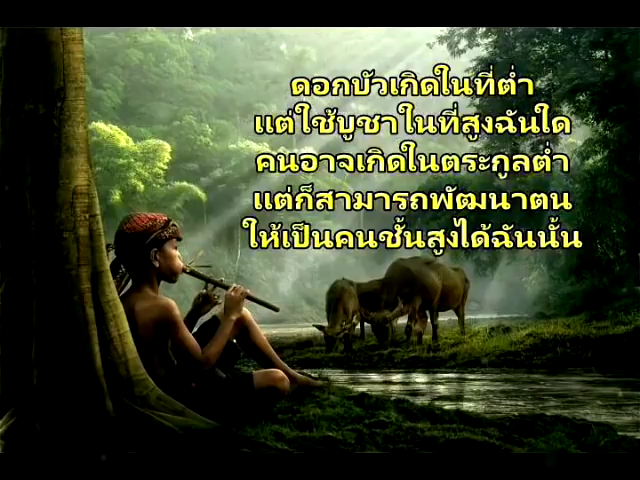 ดอกบัวเกิดในที่ต่ำ
แต่ใช้บูชาในที่สูงฉันใด
คนอาจเกิดในตระกูลต่ำ
แต่ก็สามารถพัฒนาตน
ให้เป็นคนชั้นสูงได้ฉันนั้น